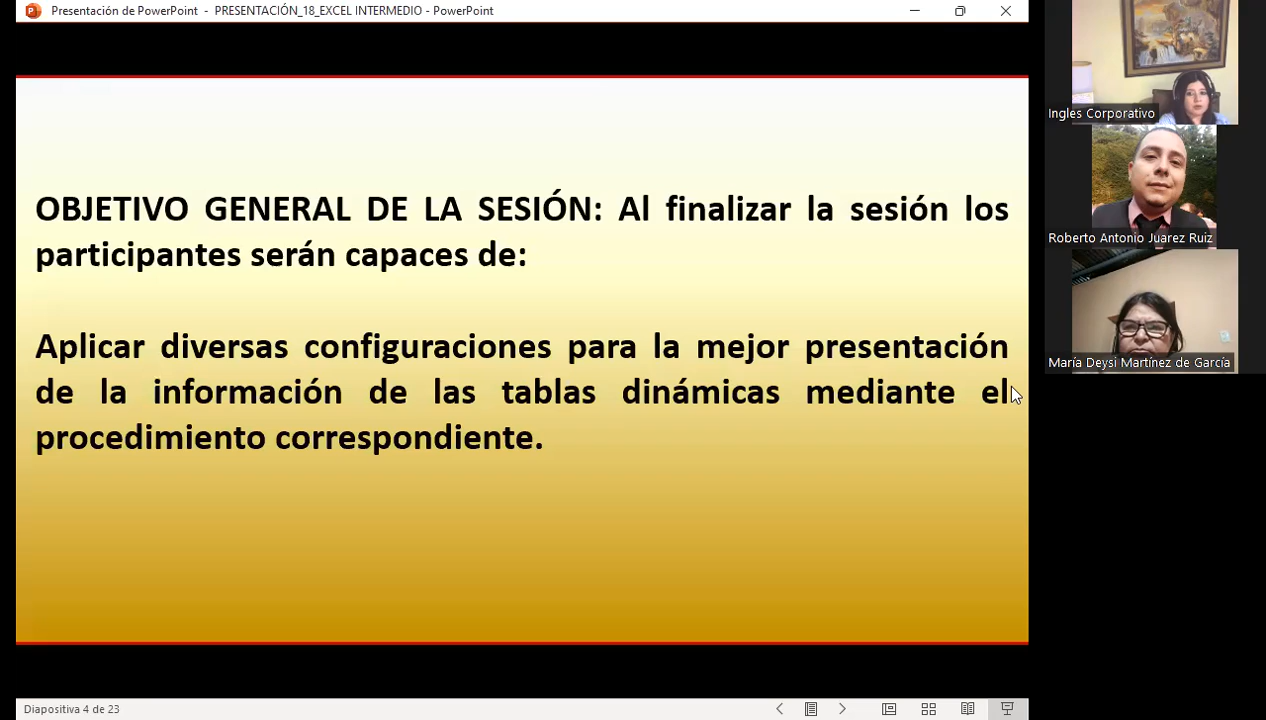 Presentación de PowerPoint - PRESENTACIÓN_18_EXCEL INTERMEDIO - PowerPoint
OBJETIVO GENERAL DE LA SESIÓN: Al finalizar la sesión los
participantes serán capaces de:
Aplicar diversas configuraciones para la mejor presentación
de la información de las tablas dinámicas mediante el
procedimiento correspondiente.
Ingles Corporativo
Roberto Antonio Juarez Ruiz
María Deysi Martínez de García
Diapositiva 4 de 23